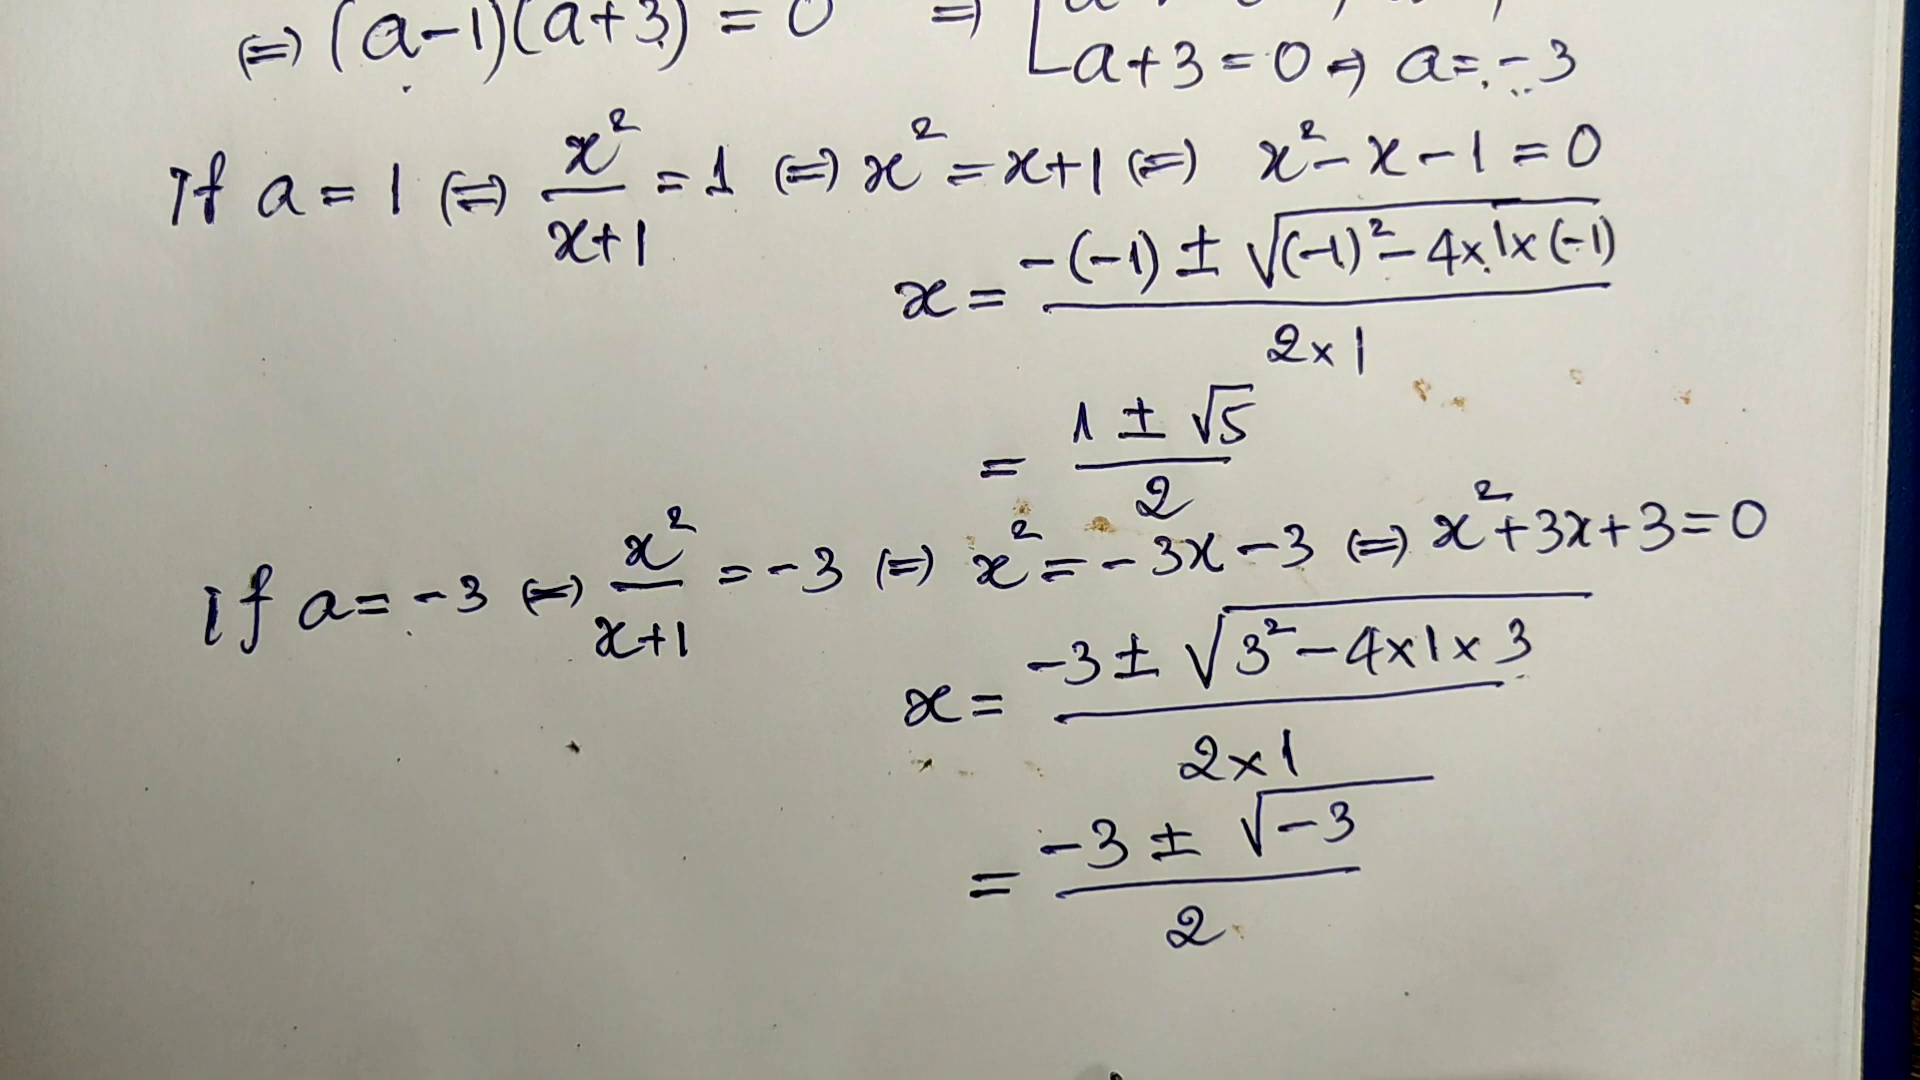 (=) (a-1)(a+3) = 0 =)
a+3=0 =) a=-3
If a = 1 (=) x²/(x+1) = 1 (=) x² = x+1 (=) x² - x - 1 = 0
x = (-(-1) ± √((-1)² - 4×1×(-1)))/(2×1)
= (1 ± √5)/2
If a = -3 (=) x²/(x+1) = -3 (=) x² = -3x - 3 (=) x² + 3x + 3 = 0
x = (-3 ± √(3² - 4×1×3))/(2×1)
= (-3 ± √-3)/2